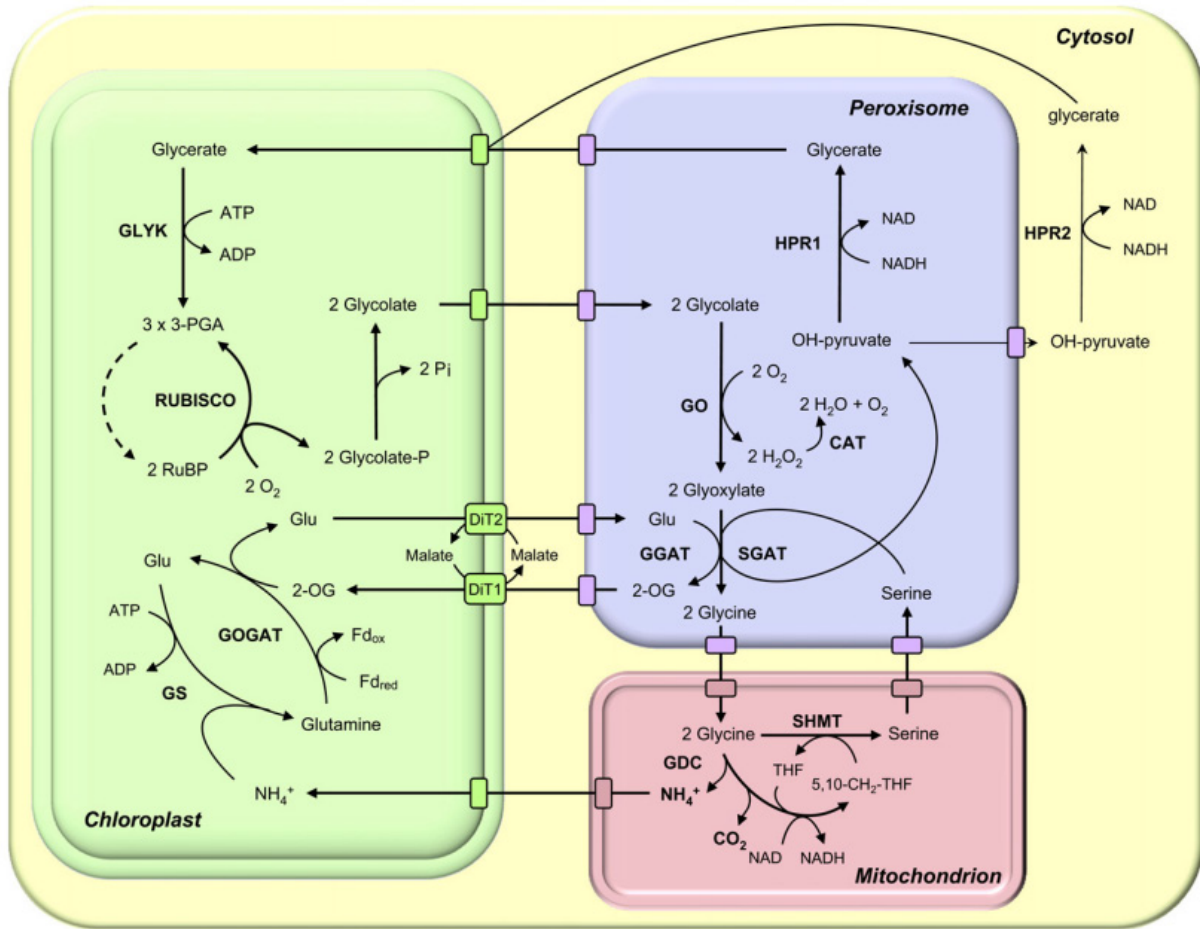 Cytosol
Peroxisome
glycerate
Glycerate
Glycerate
ATP
GLYK
ADP
NAD
HPR1
NADH
NAD
HPR2
NADH
2 Glycolate
2 Glycolate
3 x 3-PGA
OH-pyruvate
OH-pyruvate
2 Pi
2 O₂
RUBISCO
GO
2 H₂O + O₂
CAT
2 H₂O₂
2 RuBP
2 Glycolate-P
2 O₂
2 Glyoxylate
Glu
DiT2
Glu
GGAT
SGAT
Malate
Malate
Glu
2-OG
DiT1
2-OG
Serine
ATP
2 Glycine
GOGAT
Fdox
ADP
Fdred
GS
Glutamine
SHMT
2 Glycine
Serine
GDC
THF
5,10-CH₂-THF
NH₄⁺
NH₄⁺
Chloroplast
CO₂
NAD
NADH
Mitochondrion